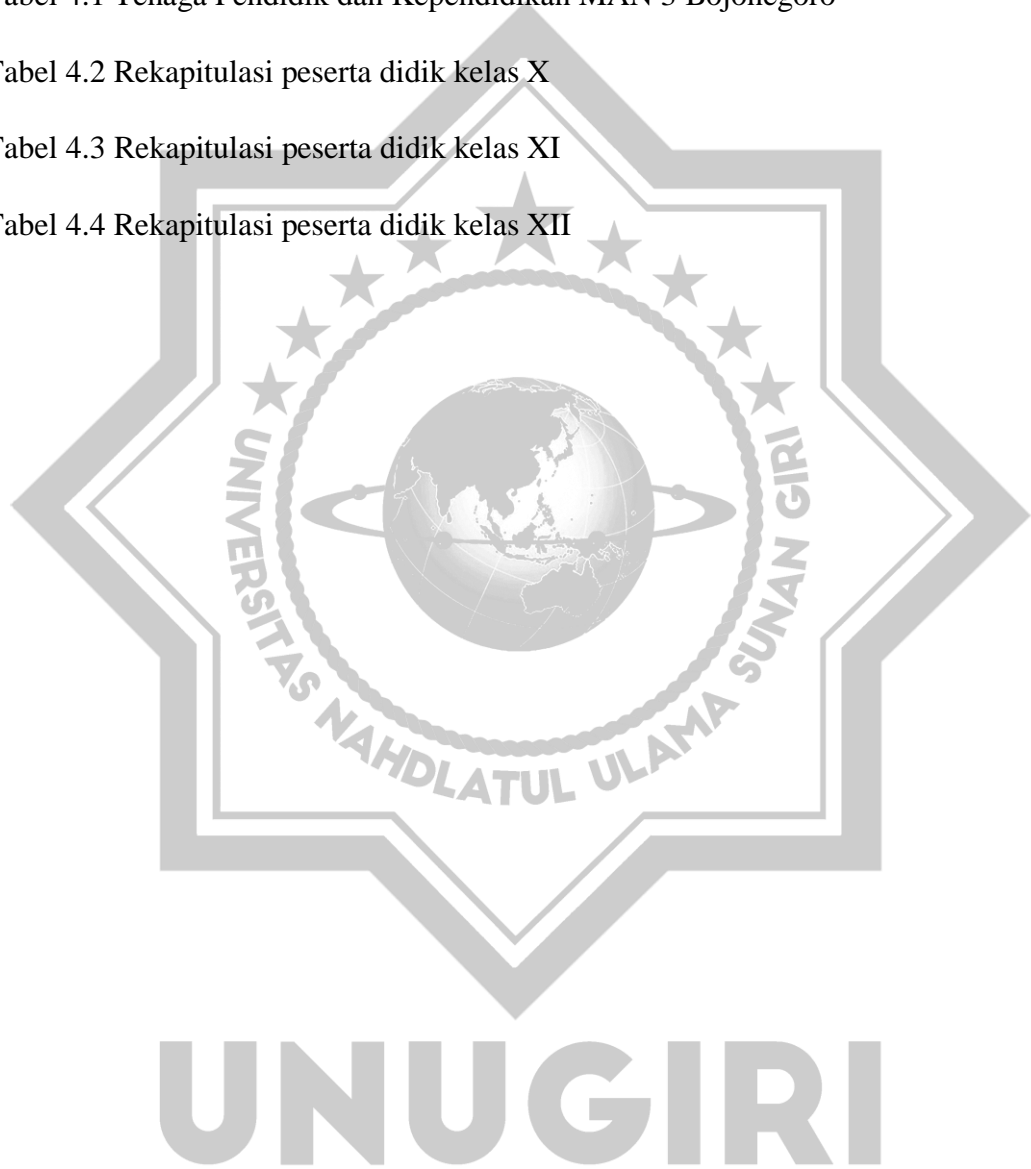 Tabel 4.1 Tenaga Pendidik dan Kependidikan MAN Bojonegoro
Tabel 4.2 Rekapitulasi peserta didik kelas X
Tabel 4.3 Rekapitulasi peserta didik kelas XI
Tabel 4.4 Rekapitulasi peserta didik kelas XII
UNIVERSITAS NAHDLATUL ULAMA SUNAN GIRI
UNUGIRI